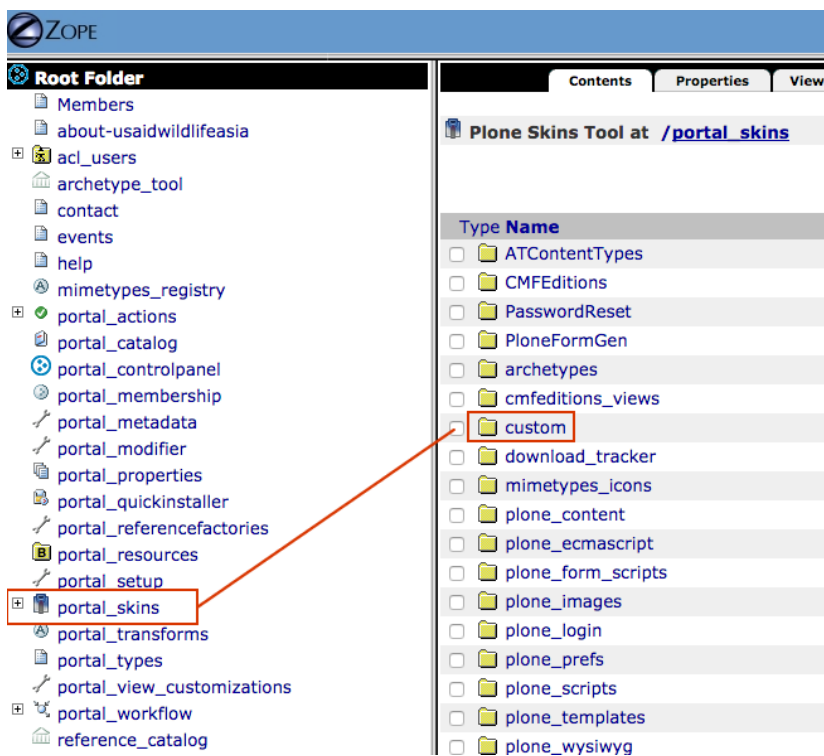 ZOPE
Root Folder
Members
about-usaidwildlifeasia
acl_users
archetype_tool
contact
events
help
mimetypes_registry
portal_actions
portal_catalog
portal_controlpanel
portal_membership
portal_metadata
portal_modifier
portal_properties
portal_quickinstaller
portal_referencefactories
portal_resources
portal_setup
portal_skins
portal_transforms
portal_types
portal_view_customizations
portal_workflow
reference_catalog
Contents Properties View
Plone Skins Tool at /portal_skins
Type Name
ATContentTypes
CMFEditions
PasswordReset
PloneFormGen
archetypes
cmfeditions_views
custom
download_tracker
mimetypes_icons
plone_content
plone_ecmascript
plone_form_scripts
plone_images
plone_login
plone_prefs
plone_scripts
plone_templates
plone_wysiwyg